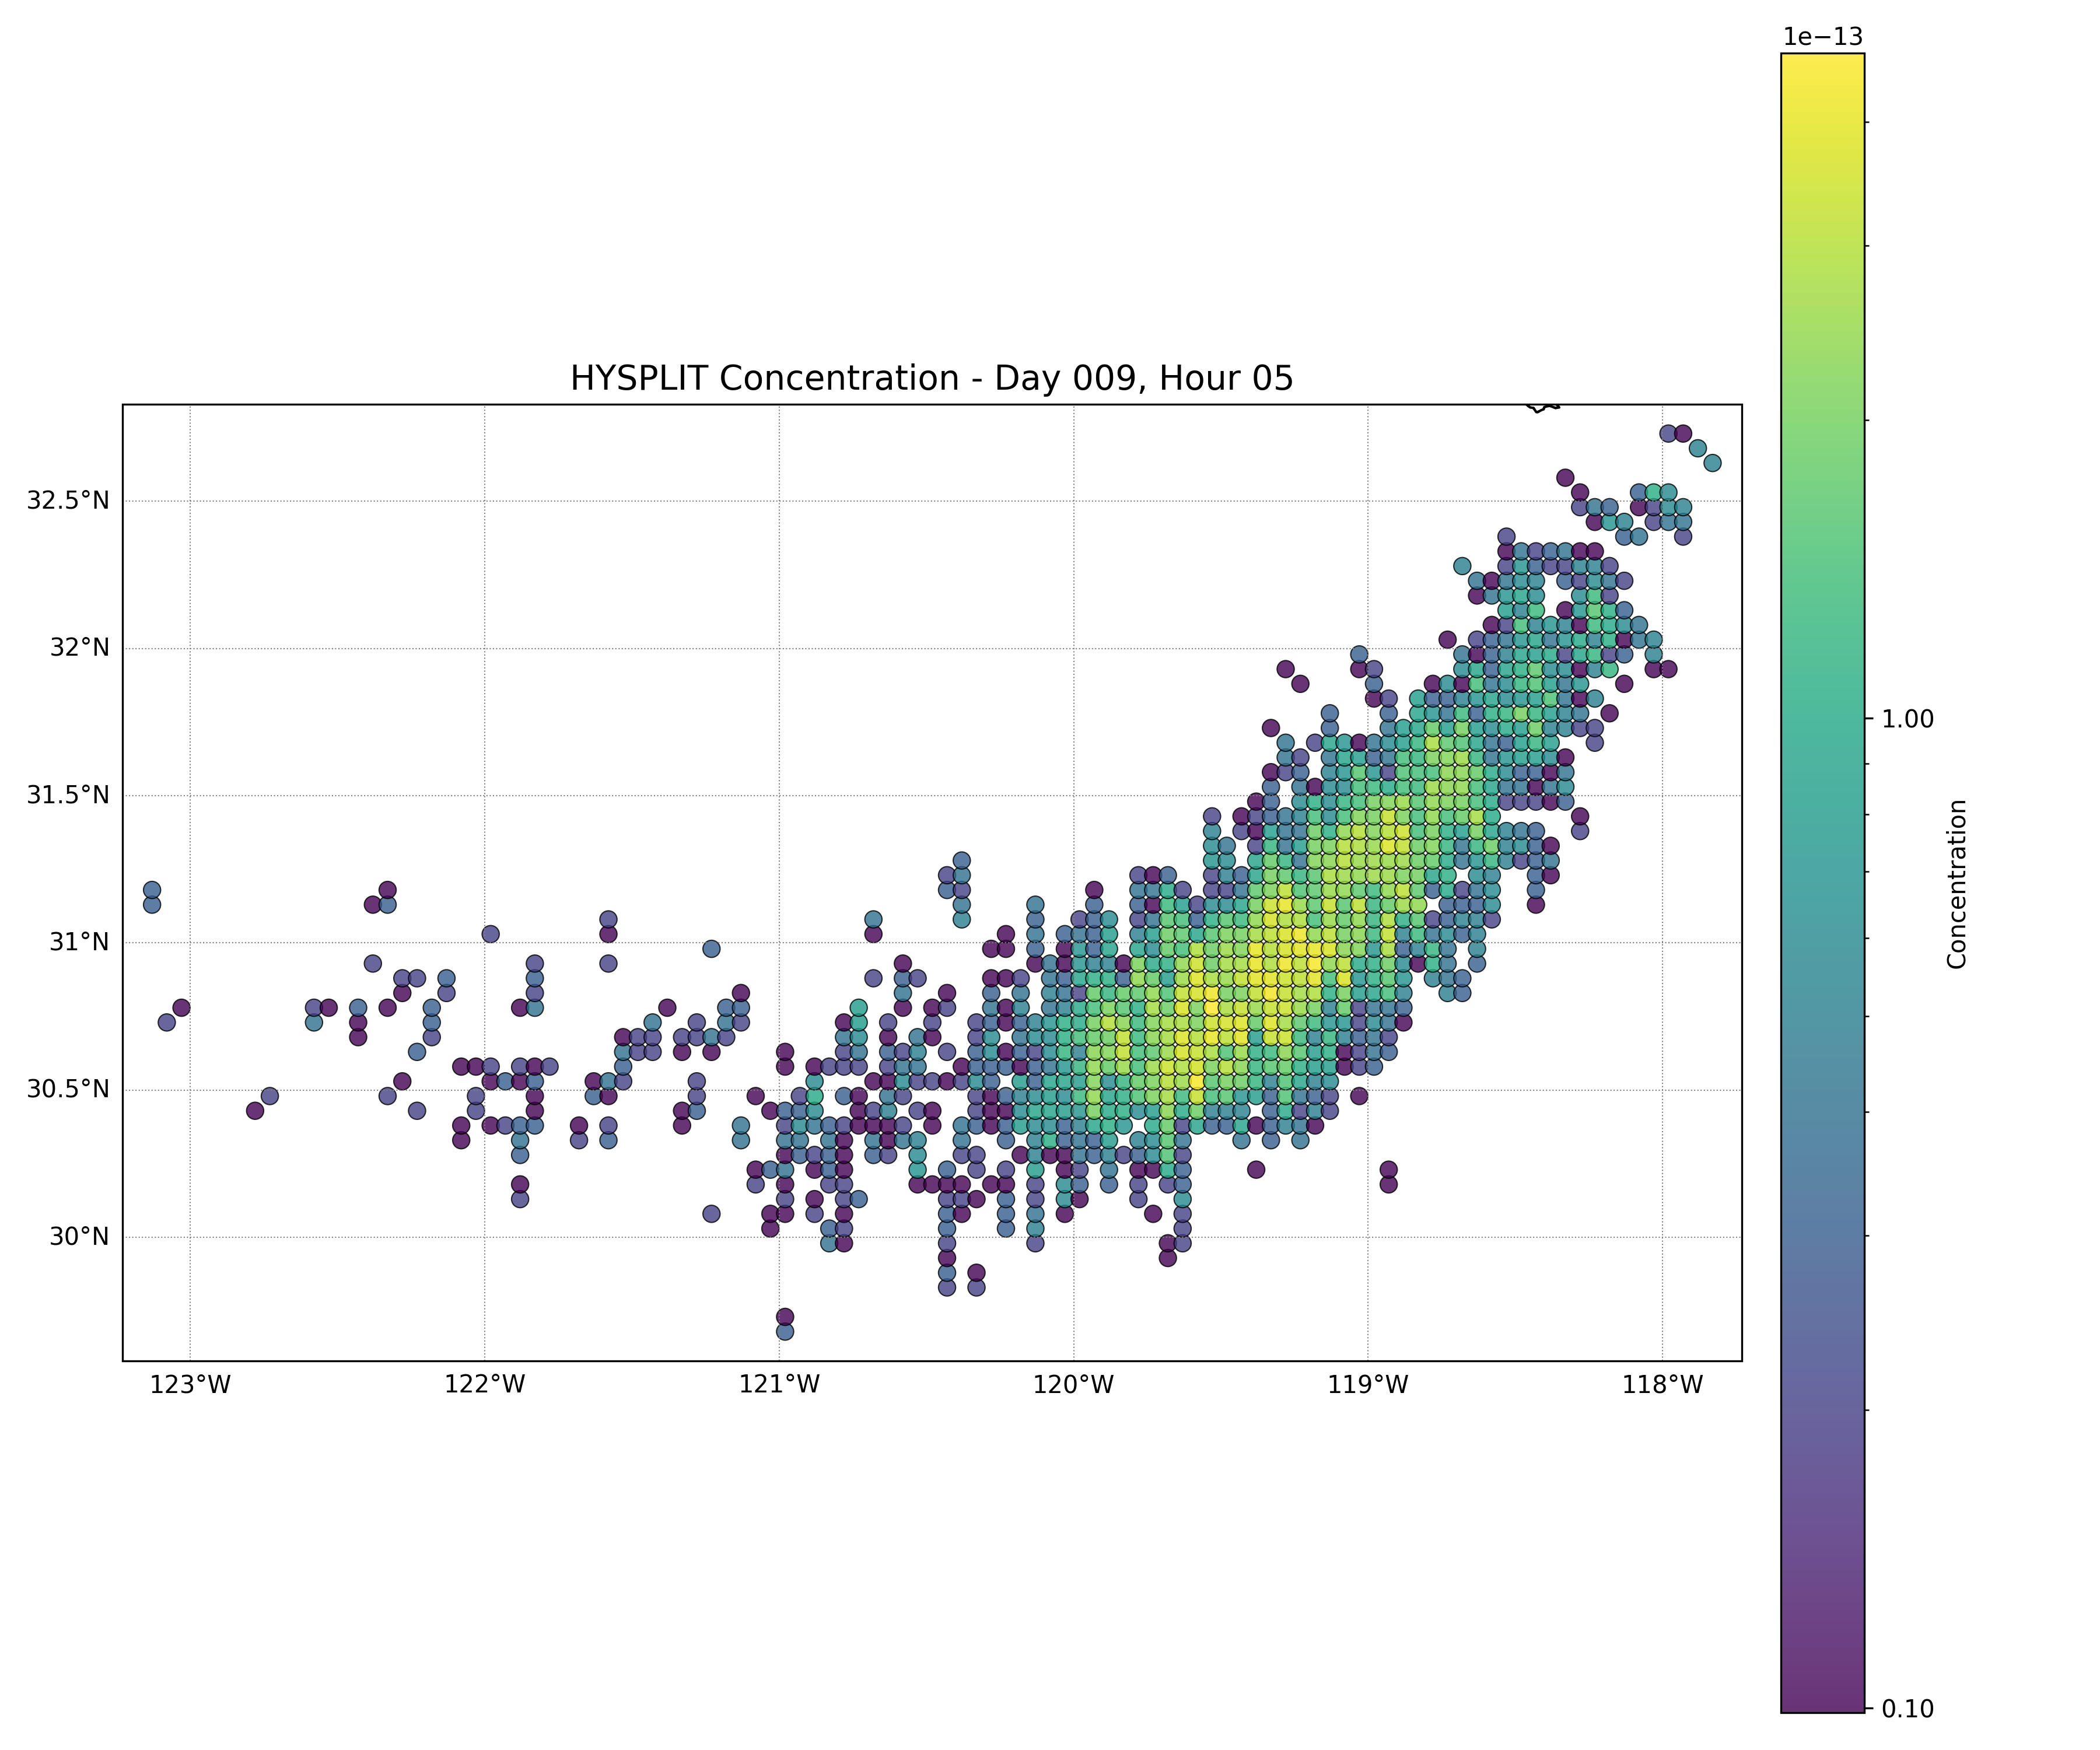 1e−13
HYSPLIT Concentration - Day 009, Hour 05
32.5°N
32°N
31.5°N
31°N
30.5°N
30°N
123°W
122°W
121°W
120°W
119°W
118°W
1.00
0.10
Concentration